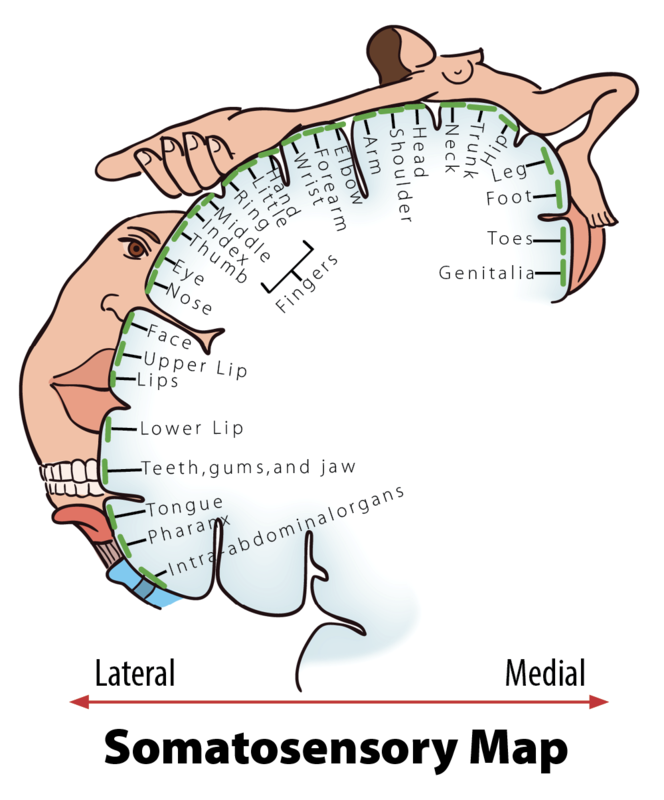 Genitalia
Toes
Foot
Leg
Hip
Trunk
Neck
Head
Shoulder
Arm
Elbow
Forearm
Wrist
Hand
Little
Ring
Middle
Index
Thumb
Fingers
Eye
Nose
Face
Upper Lip
Lips
Lower Lip
Teeth,gums,and jaw
Tongue
Pharanx
Intra-abdominalorgans
Lateral
Medial
Somatosensory Map